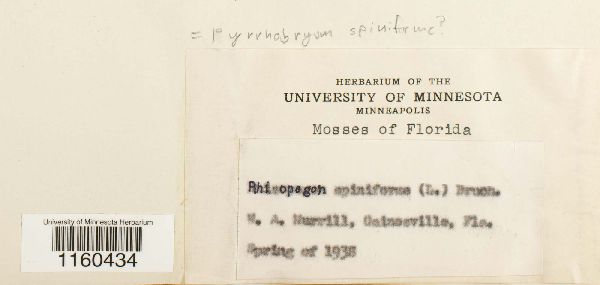 = Pyrrhobryum spiniforme?
HERBARIUM OF THE
UNIVERSITY OF MINNESOTA
MINNEAPOLIS
Mosses of Florida
Rhizopogon spiniforme (L.) Bruch.
W. A. Murrill, Gainesville, Fla.
Spring of 1938
University of Minnesota Herbarium
1160434